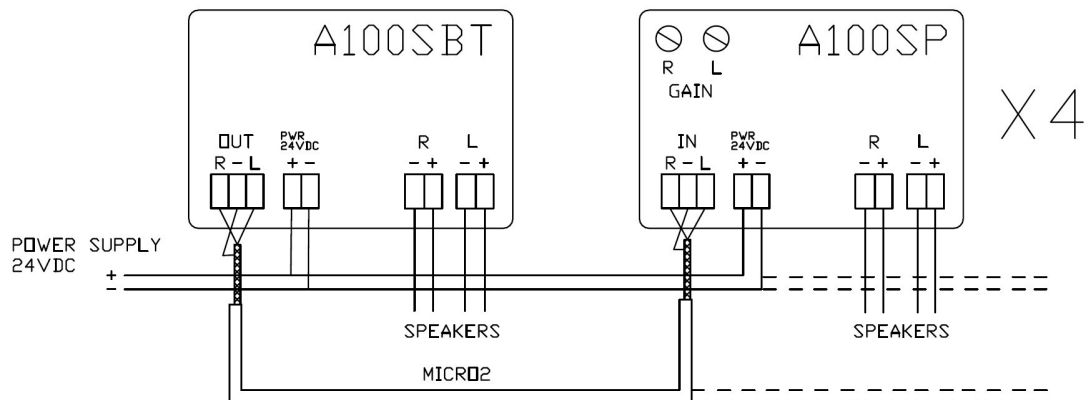 A100SBT
OUT
R - L
PWR
24VDC
+ -
R L
- + - +
A100SP
R L
GAIN
IN
R - L
PWR
24VDC
+ -
R L
- + - +
X4
POWER SUPPLY
24VDC
+
-
SPEAKERS
SPEAKERS
MICRO2